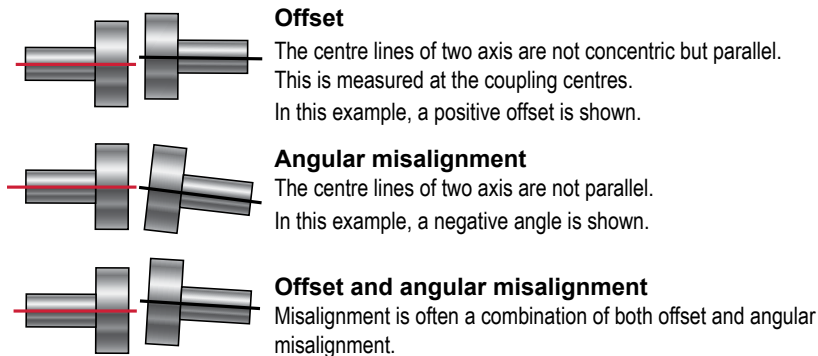 Offset
The centre lines of two axis are not concentric but parallel.
This is measured at the coupling centres.
In this example, a positive offset is shown.
Angular misalignment
The centre lines of two axis are not parallel.
In this example, a negative angle is shown.
Offset and angular misalignment
Misalignment is often a combination of both offset and angular
misalignment.